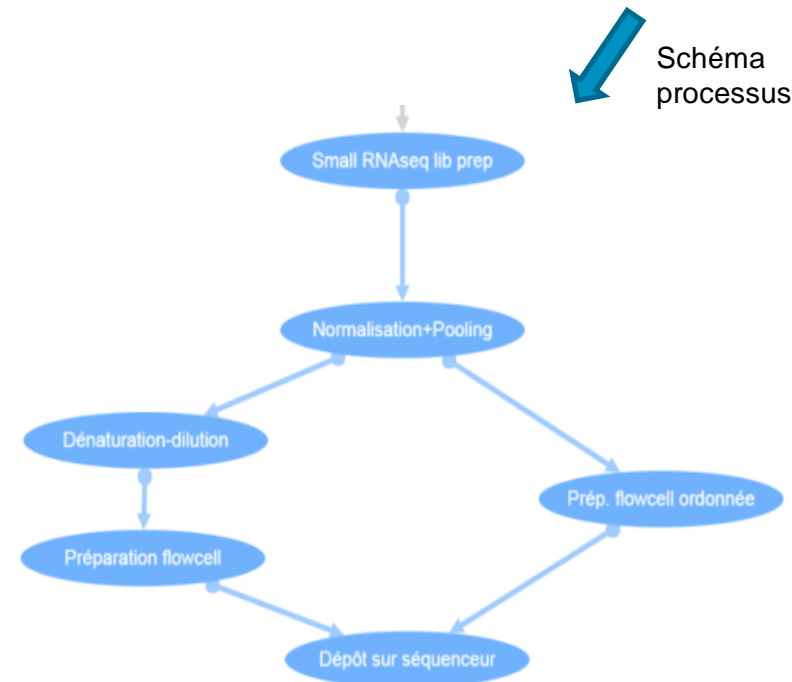 Schéma
processus
Small RNAseq lib prep
Normalisation+Pooling
Dénaturation-dilution
Prép. flowcell ordonnée
Préparation flowcell
Dépôt sur séquenceur